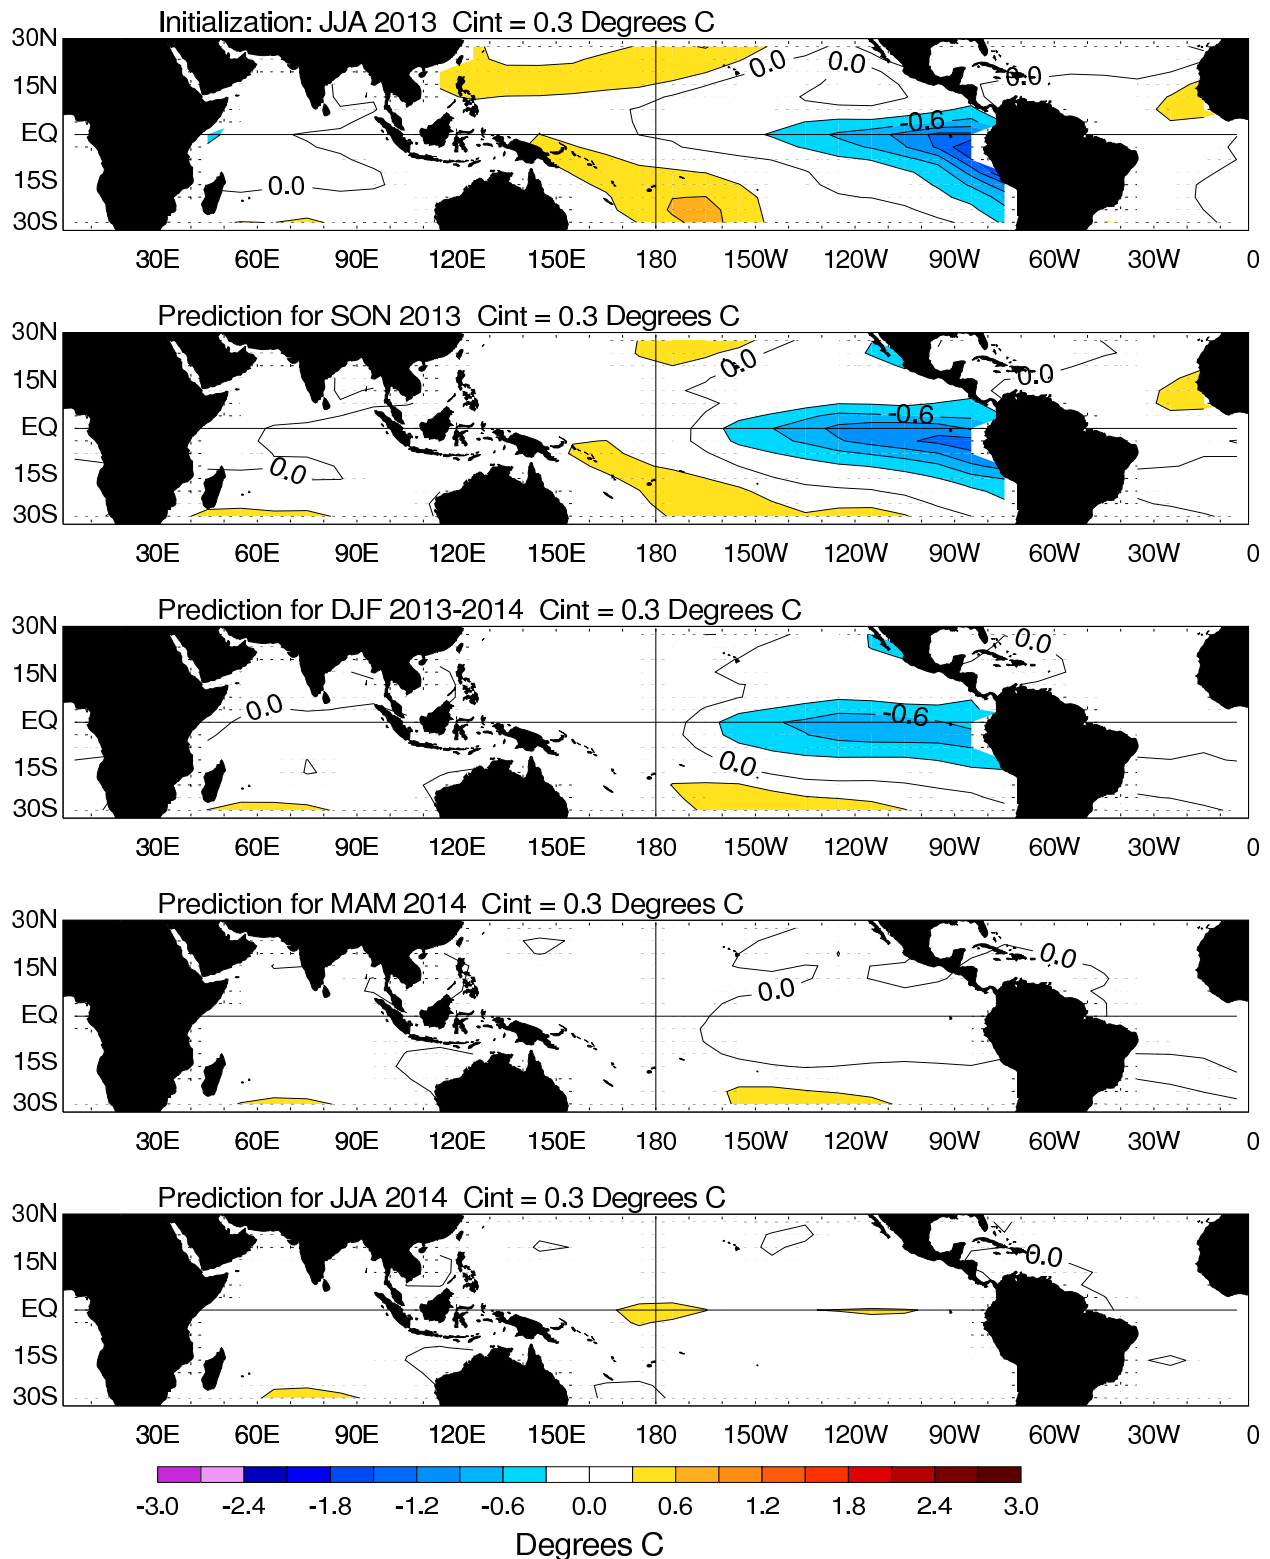 Initialization: JJA 2013 Cint = 0.3 Degrees C
30N
15N
EQ
15S
30S
0.0
0.0
0.0
-0.6
0.0
30E 60E 90E 120E 150E 180 150W 120W 90W 60W 30W 0
Prediction for SON 2013 Cint = 0.3 Degrees C
30N
15N
EQ
15S
30S
0.0
0.0
-0.6
0.0
30E 60E 90E 120E 150E 180 150W 120W 90W 60W 30W 0
Prediction for DJF 2013-2014 Cint = 0.3 Degrees C
30N
15N
EQ
15S
30S
0.0
0.0
-0.6
0.0
30E 60E 90E 120E 150E 180 150W 120W 90W 60W 30W 0
Prediction for MAM 2014 Cint = 0.3 Degrees C
30N
15N
EQ
15S
30S
0.0
0.0
30E 60E 90E 120E 150E 180 150W 120W 90W 60W 30W 0
Prediction for JJA 2014 Cint = 0.3 Degrees C
30N
15N
EQ
15S
30S
0.0
30E 60E 90E 120E 150E 180 150W 120W 90W 60W 30W 0
-3.0 -2.4 -1.8 -1.2 -0.6 0.0 0.6 1.2 1.8 2.4 3.0
Degrees C